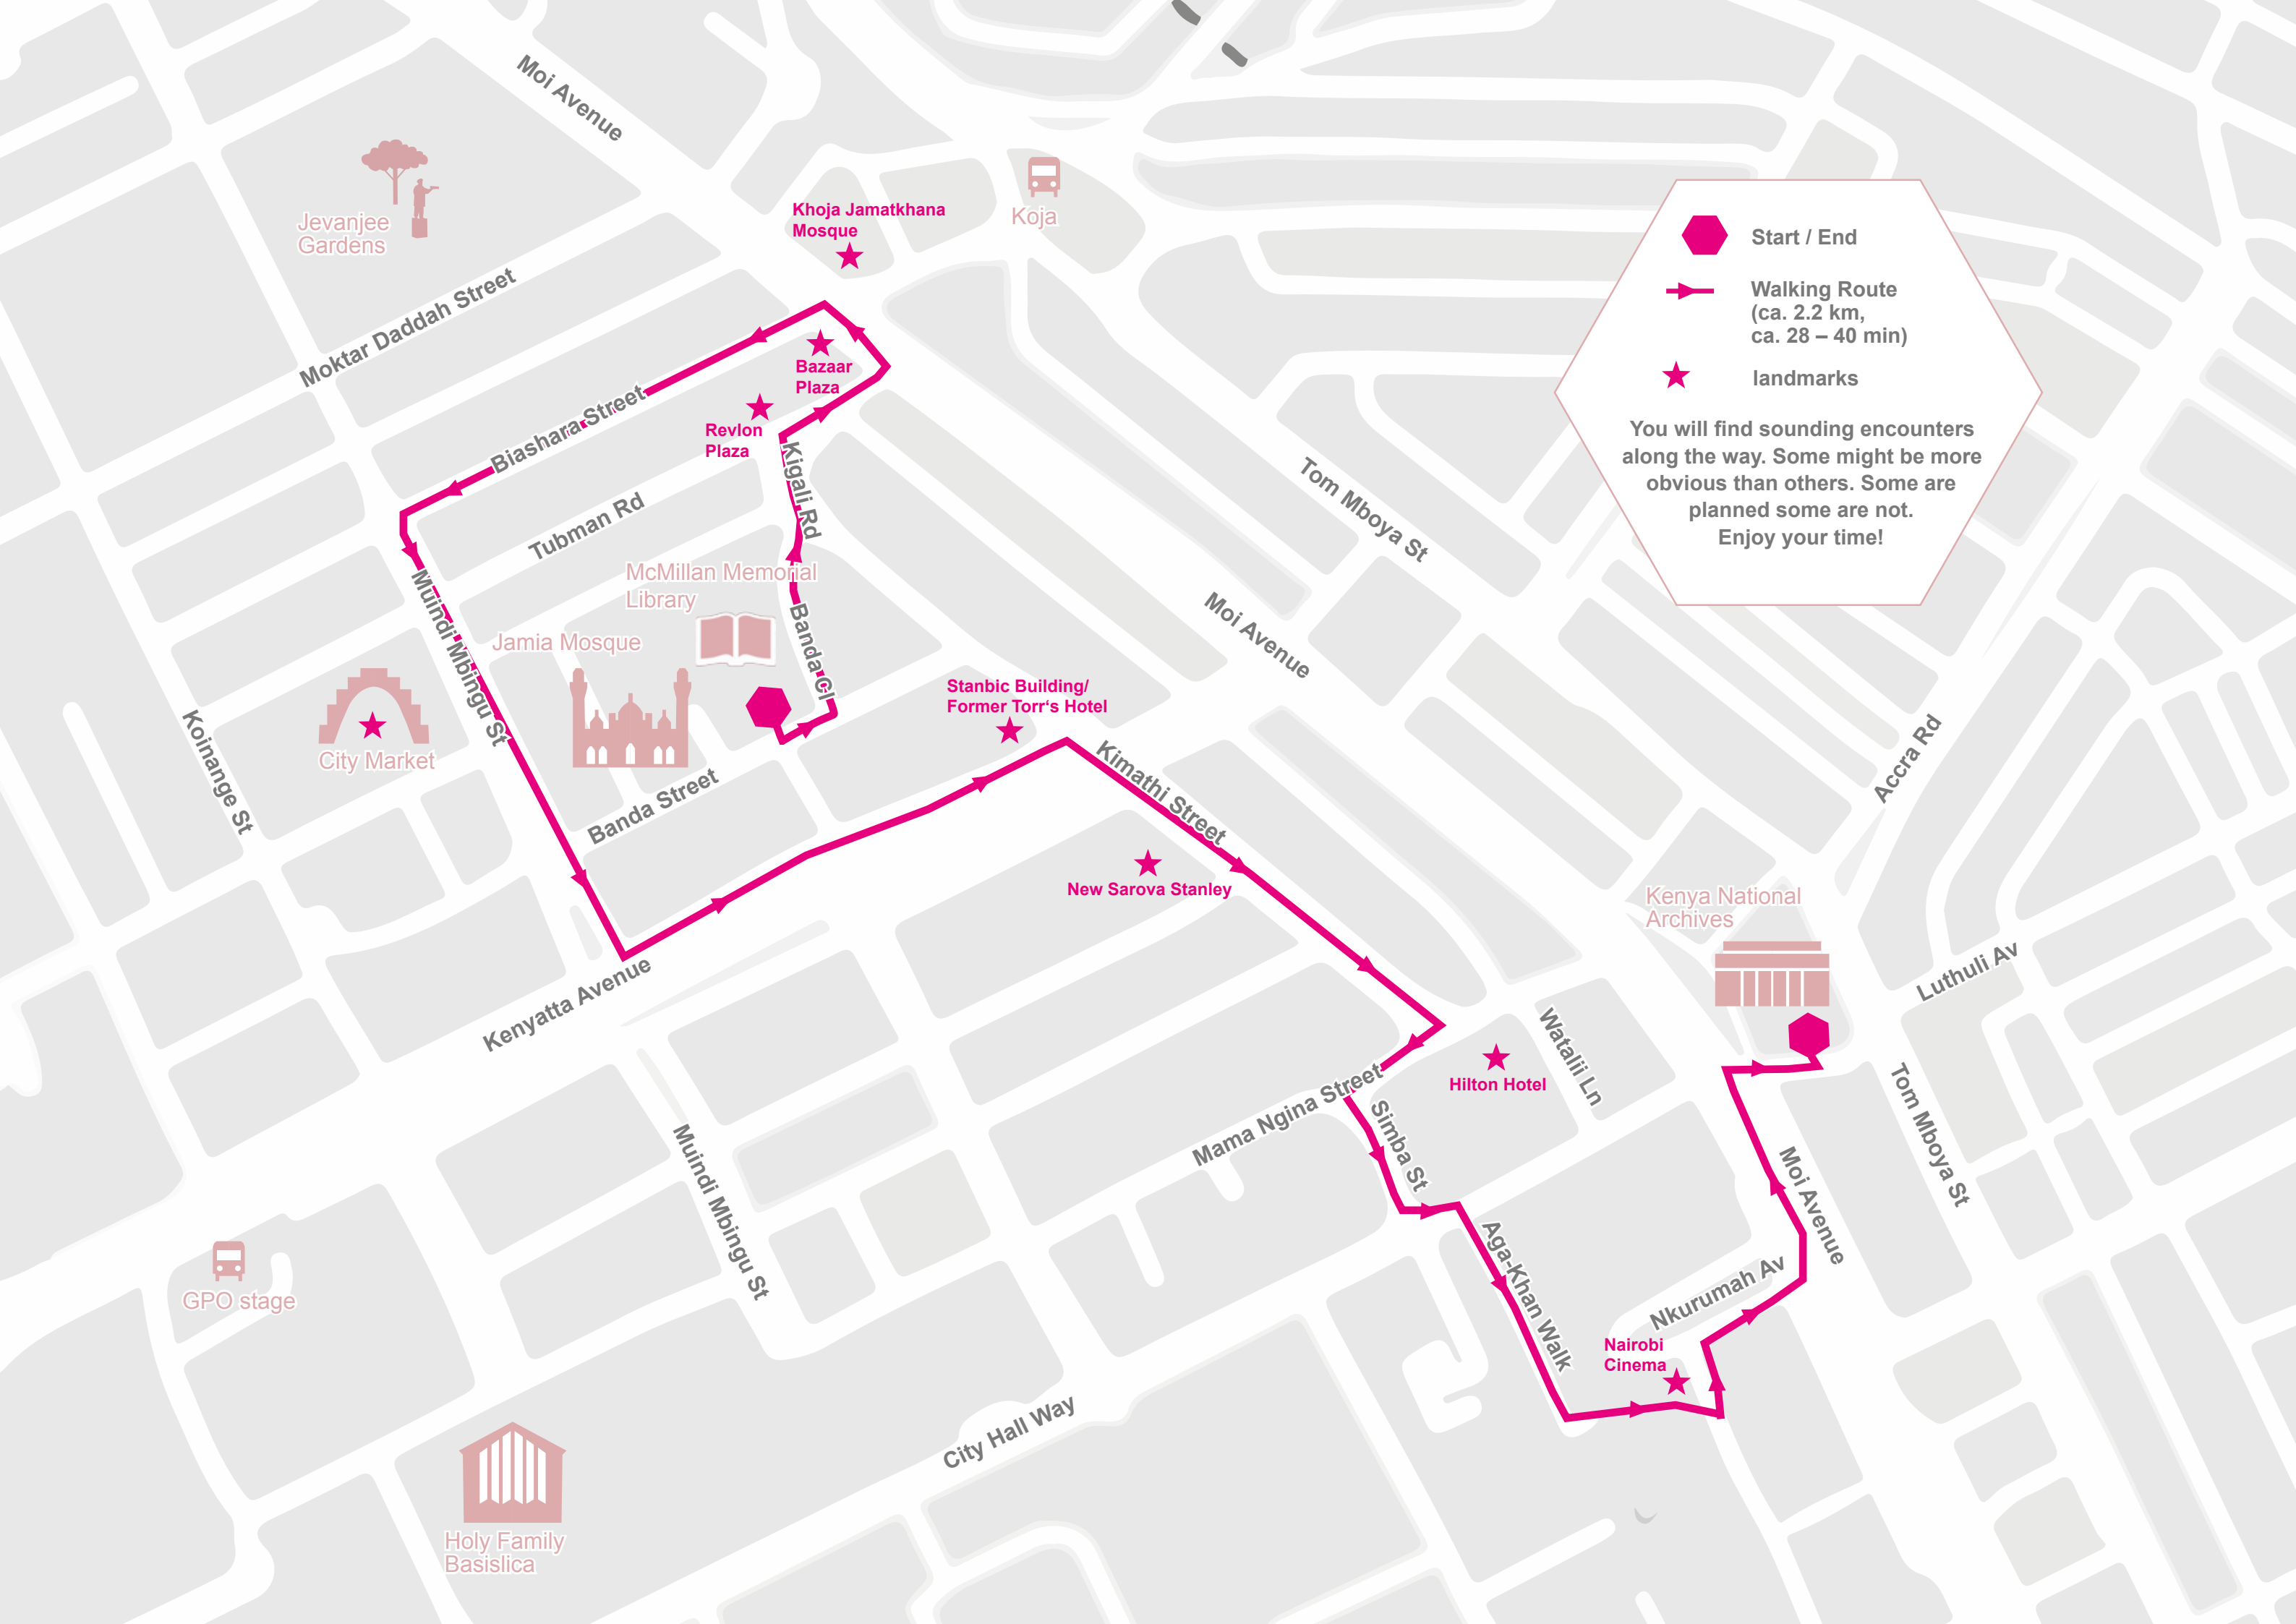 Moi Avenue
Jevanjee
Gardens
Khoja Jamatkhana
Mosque
Koja
Start / End
Walking Route
(ca. 2.2 km,
ca. 28 – 40 min)
landmarks
You will find sounding encounters
along the way. Some might be more
obvious than others. Some are
planned some are not.
Enjoy your time!
Moktar Daddah Street
Bazaar
Plaza
Revlon
Plaza
Biashara Street
Kigali Rd
Tubman Rd
Tom Mboya St
McMillan Memorial
Library
Jamia Mosque
Banda Cl
Muindi Mbingu St
Moi Avenue
Stanbic Building/
Former Torr's Hotel
City Market
Koinange St
Banda Street
Kimathi Street
Accra Rd
New Sarova Stanley
Kenya National
Archives
Luthuli Av
Kenyatta Avenue
Watalii Ln
Hilton Hotel
Mama Ngina Street
Simba St
Tom Mboya St
Muindi Mbingu St
Moi Avenue
Aga-Khan Walk
Nkurumah Av
GPO stage
Nairobi
Cinema
City Hall Way
Holy Family
Basislica